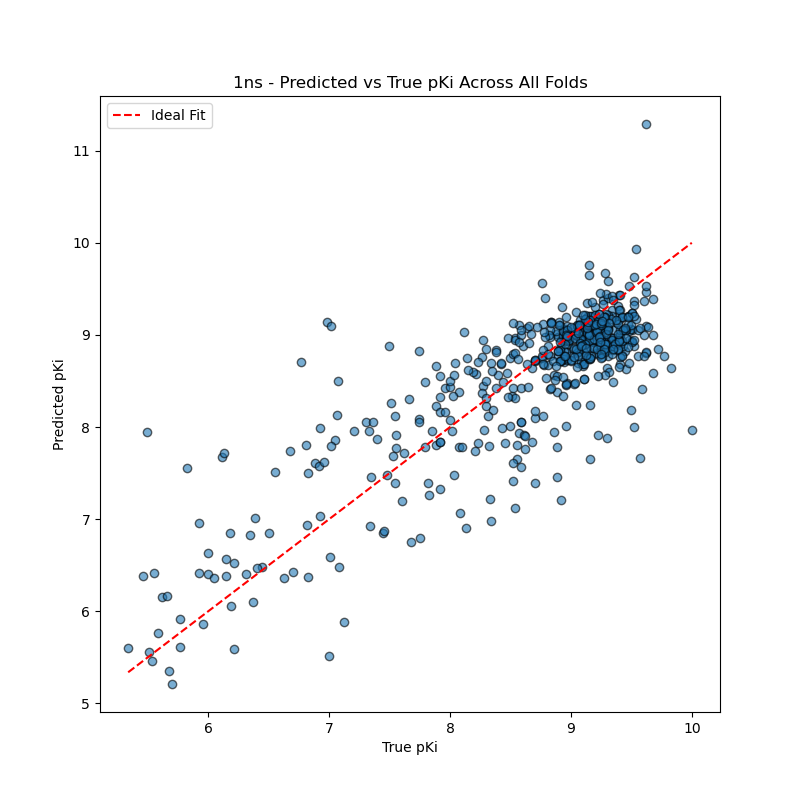 1ns - Predicted vs True pKi Across All Folds
Ideal Fit
11
10
9
8
7
6
5
Predicted pKi
6 7 8 9 10
True pKi